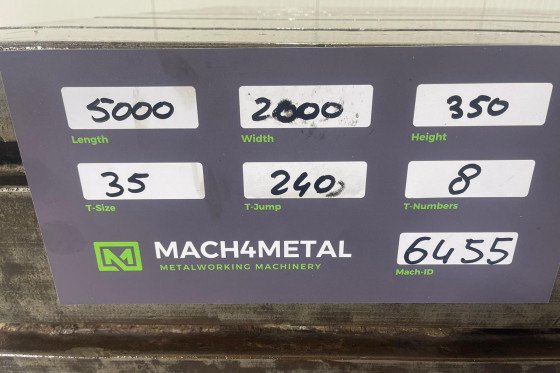 5000 2000 350
Length Width Height
35 240 8
T-Size T-Jump T-Numbers
MACH4METAL 6455
METALWORKING MACHINERY Mach-ID